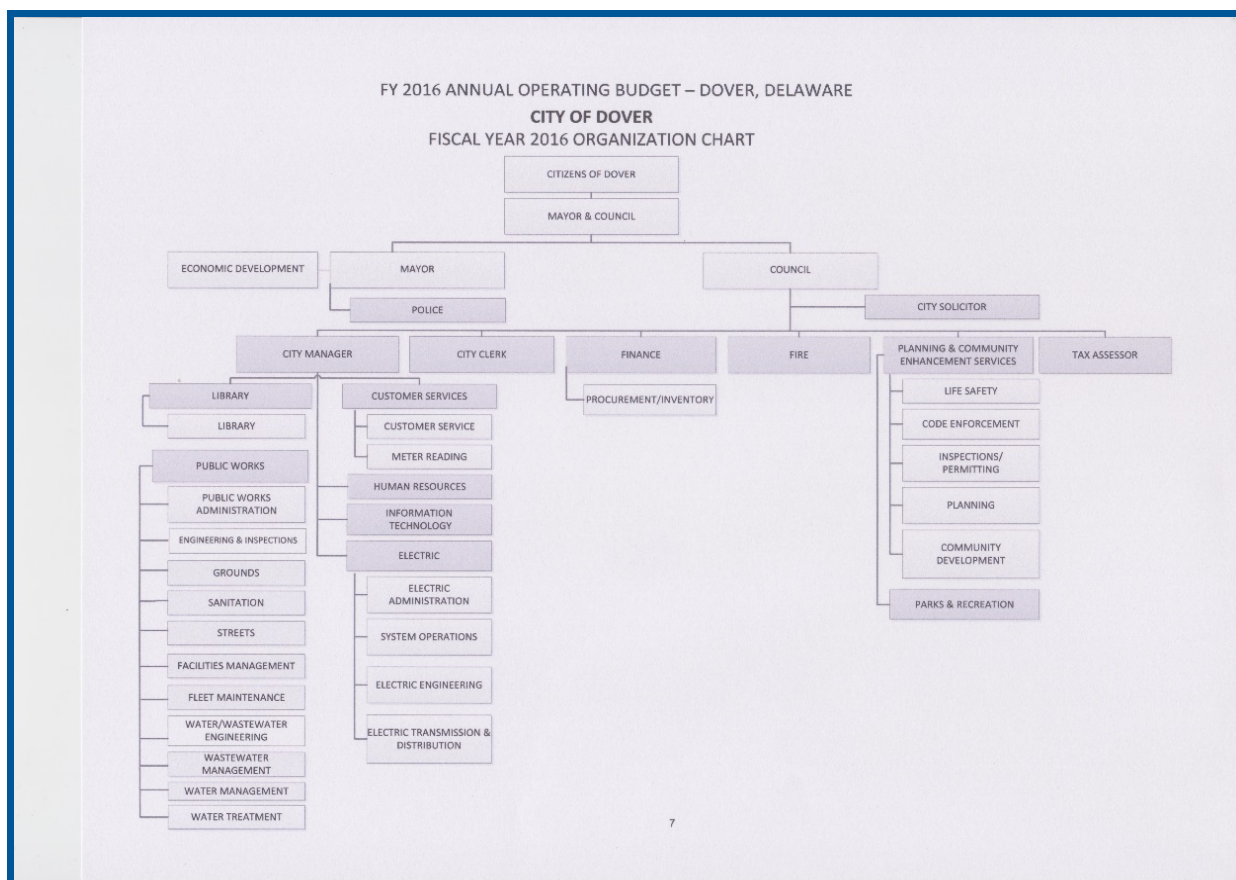 FY 2016 ANNUAL OPERATING BUDGET – DOVER, DELAWARE
CITY OF DOVER
FISCAL YEAR 2016 ORGANIZATION CHART
CITIZENS OF DOVER
MAYOR & COUNCIL
ECONOMIC DEVELOPMENT
MAYOR
COUNCIL
POLICE
CITY SOLICITOR
CITY MANAGER
CITY CLERK
FINANCE
FIRE
PLANNING & COMMUNITY
ENHANCEMENT SERVICES
TAX ASSESSOR
LIBRARY
LIBRARY
PUBLIC WORKS
PUBLIC WORKS
ADMINISTRATION
ENGINEERING & INSPECTIONS
GROUNDS
SANITATION
STREETS
FACILITIES MANAGEMENT
FLEET MAINTENANCE
WATER/WASTEWATER
ENGINEERING
WASTEWATER
MANAGEMENT
WATER MANAGEMENT
WATER TREATMENT
CUSTOMER SERVICES
CUSTOMER SERVICE
METER READING
HUMAN RESOURCES
INFORMATION
TECHNOLOGY
ELECTRIC
ELECTRIC
ADMINISTRATION
SYSTEM OPERATIONS
ELECTRIC ENGINEERING
ELECTRIC TRANSMISSION &
DISTRIBUTION
PROCUREMENT/INVENTORY
LIFE SAFETY
CODE ENFORCEMENT
INSPECTIONS/
PERMITTING
PLANNING
COMMUNITY
DEVELOPMENT
PARKS & RECREATION
7